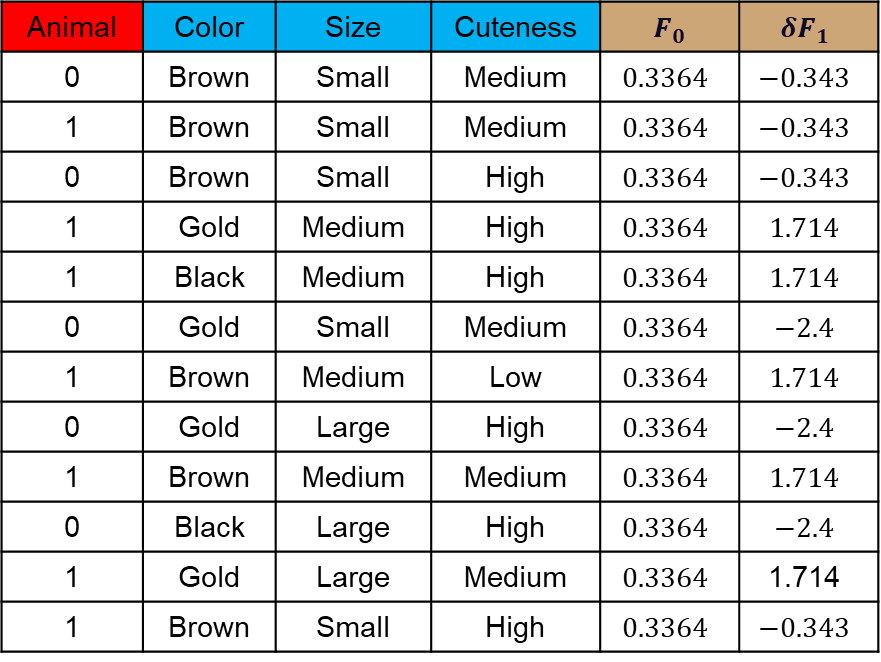 Animal Color Size Cuteness F₀ δF₁
0 Brown Small Medium 0.3364 −0.343
1 Brown Small Medium 0.3364 −0.343
0 Brown Small High 0.3364 −0.343
1 Gold Medium High 0.3364 1.714
1 Black Medium High 0.3364 1.714
0 Gold Small Medium 0.3364 −2.4
1 Brown Medium Low 0.3364 1.714
0 Gold Large High 0.3364 −2.4
1 Brown Medium Medium 0.3364 1.714
0 Black Large High 0.3364 −2.4
1 Gold Large Medium 0.3364 1.714
1 Brown Small High 0.3364 −0.343